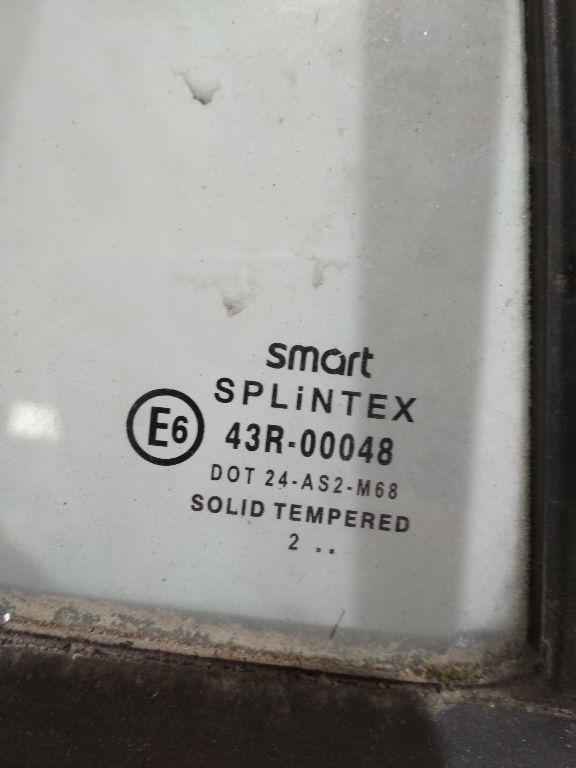 smart
SPLiNTEX
E6 43R-00048
DOT 24-AS2-M68
SOLID TEMPERED
2 ..